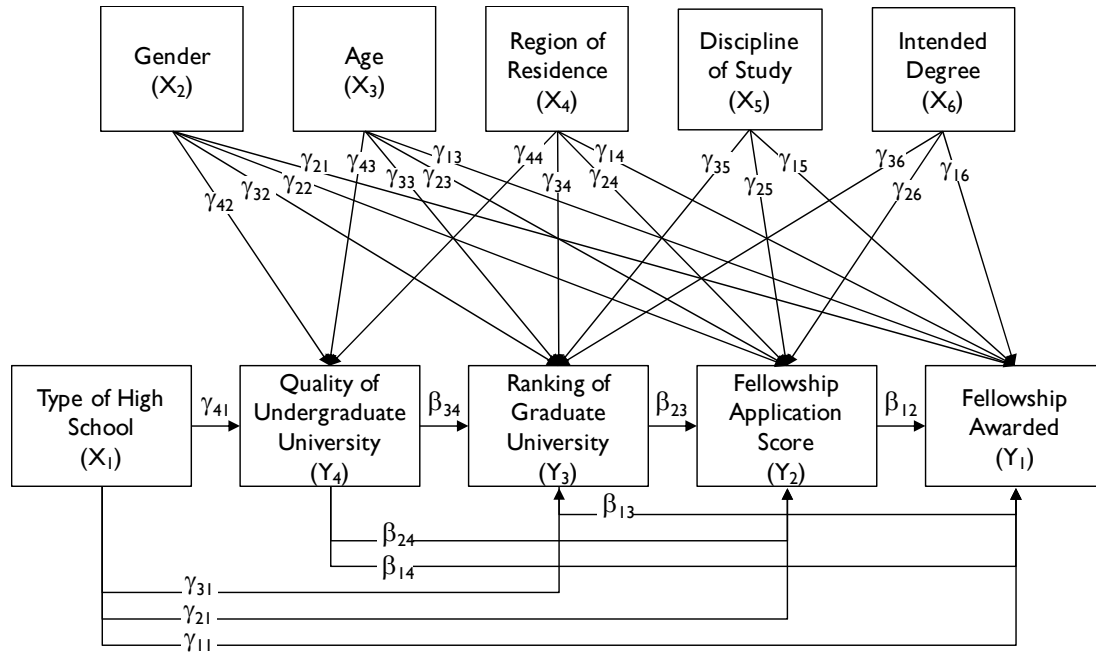 Gender
(X₂)
Age
(X₃)
Region of
Residence
(X₄)
Discipline
of Study
(X₅)
Intended
Degree
(X₆)
γ₄₂
γ₃₂
γ₂₂
γ₂₁
γ₄₃
γ₃₃
γ₂₃
γ₁₃
γ₄₄
γ₃₄
γ₂₄
γ₁₄
γ₃₅
γ₂₅
γ₁₅
γ₃₆
γ₂₆
γ₁₆
Type of High
School
(X₁)
γ₄₁
Quality of
Undergraduate
University
(Y₄)
β₃₄
Ranking of
Graduate
University
(Y₃)
β₂₃
Fellowship
Application
Score
(Y₂)
β₁₂
Fellowship
Awarded
(Y₁)
β₁₃
β₂₄
β₁₄
γ₃₁
γ₂₁
γ₁₁